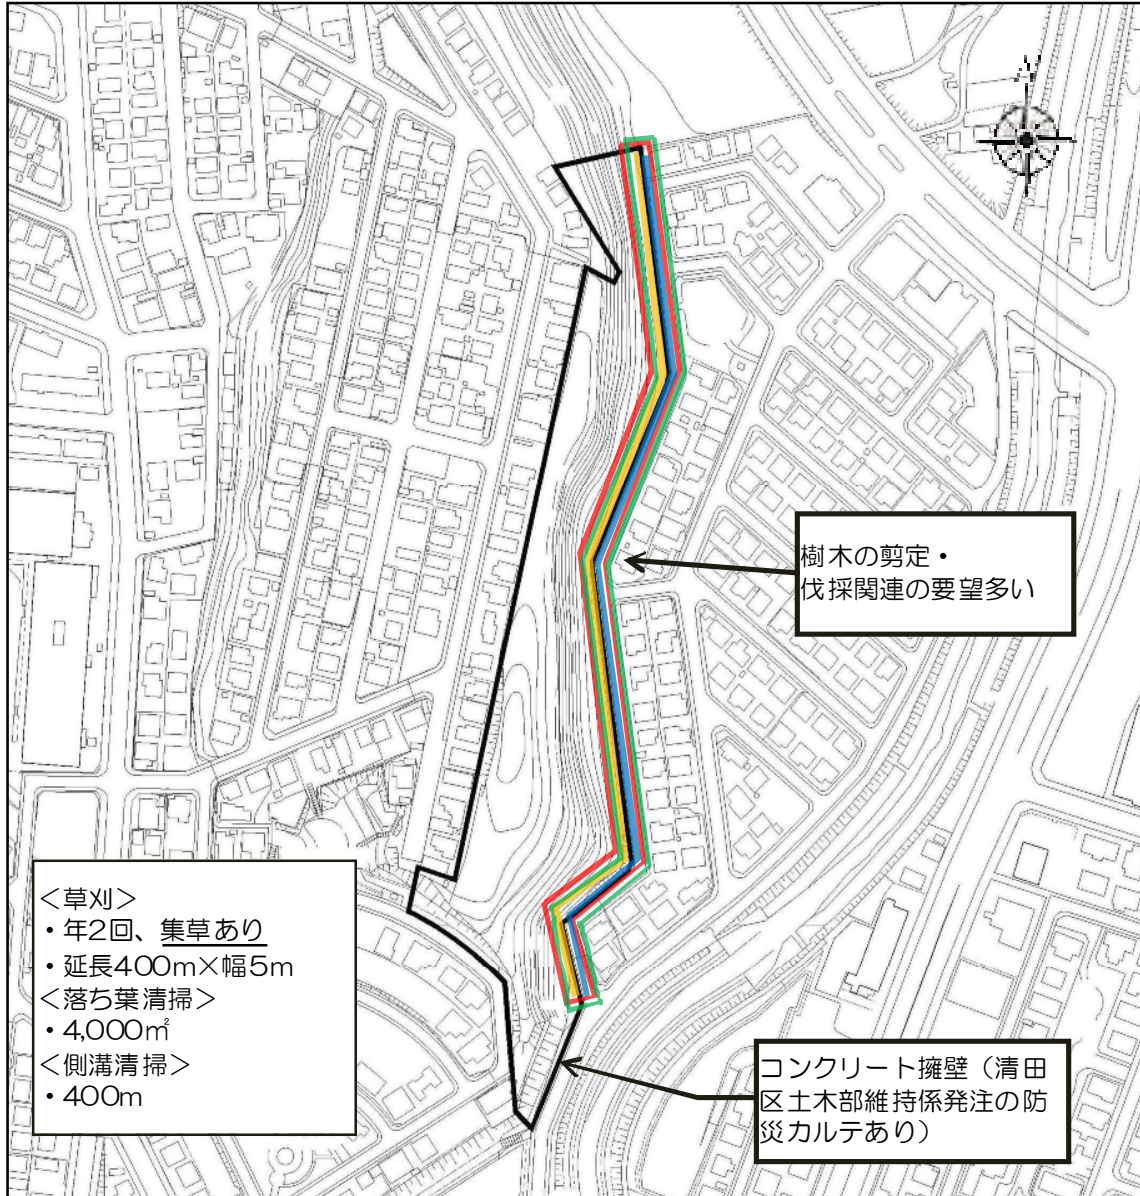 樹木の剪定・
伐採関連の要望多い
<草刈>
・年2回、集草あり
・延長400m×幅5m
<落ち葉清掃>
・4,000㎡
<側溝清掃>
・400m
コンクリート擁壁（清田
区土木部維持係発注の防
災カルテあり）